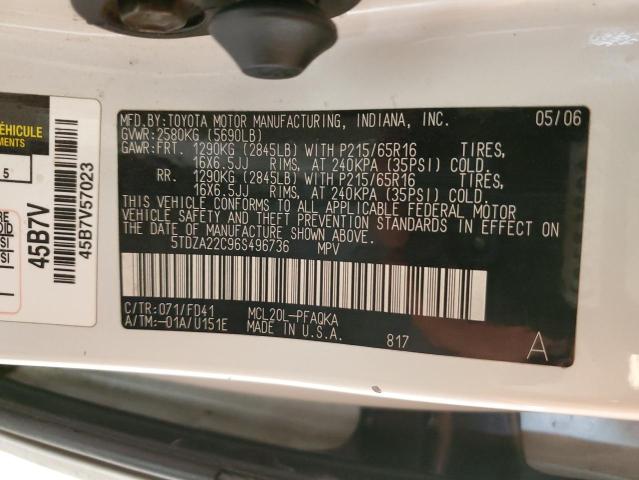 MFD.BY:TOYOTA MOTOR MANUFACTURING, INDIANA, INC. 05/06
GVWR:2580KG (5690LB)
GAWR:FRT. 1290KG (2845LB) WITH P215/65R16 TIRES,
16X6.5JJ RIMS, AT 240KPA (35PSI) COLD.
RR. 1290KG (2845LB) WITH P215/65R16 TIRES,
16X6.5JJ RIMS, AT 240KPA (35PSI) COLD.
THIS VEHICLE CONFORMS TO ALL APPLICABLE FEDERAL MOTOR
VEHICLE SAFETY AND THEFT PREVENTION STANDARDS IN EFFECT ON
THE DATE OF MANUFACTURE SHOWN ABOVE.
5TDZA22C96S496736 MPV
C/TR:071/FD41 MCL20L-PFAQKA
A/TM:-01A/U151E MADE IN U.S.A. 817 A
VÉHICULE
5
45B7V
45B7V57023